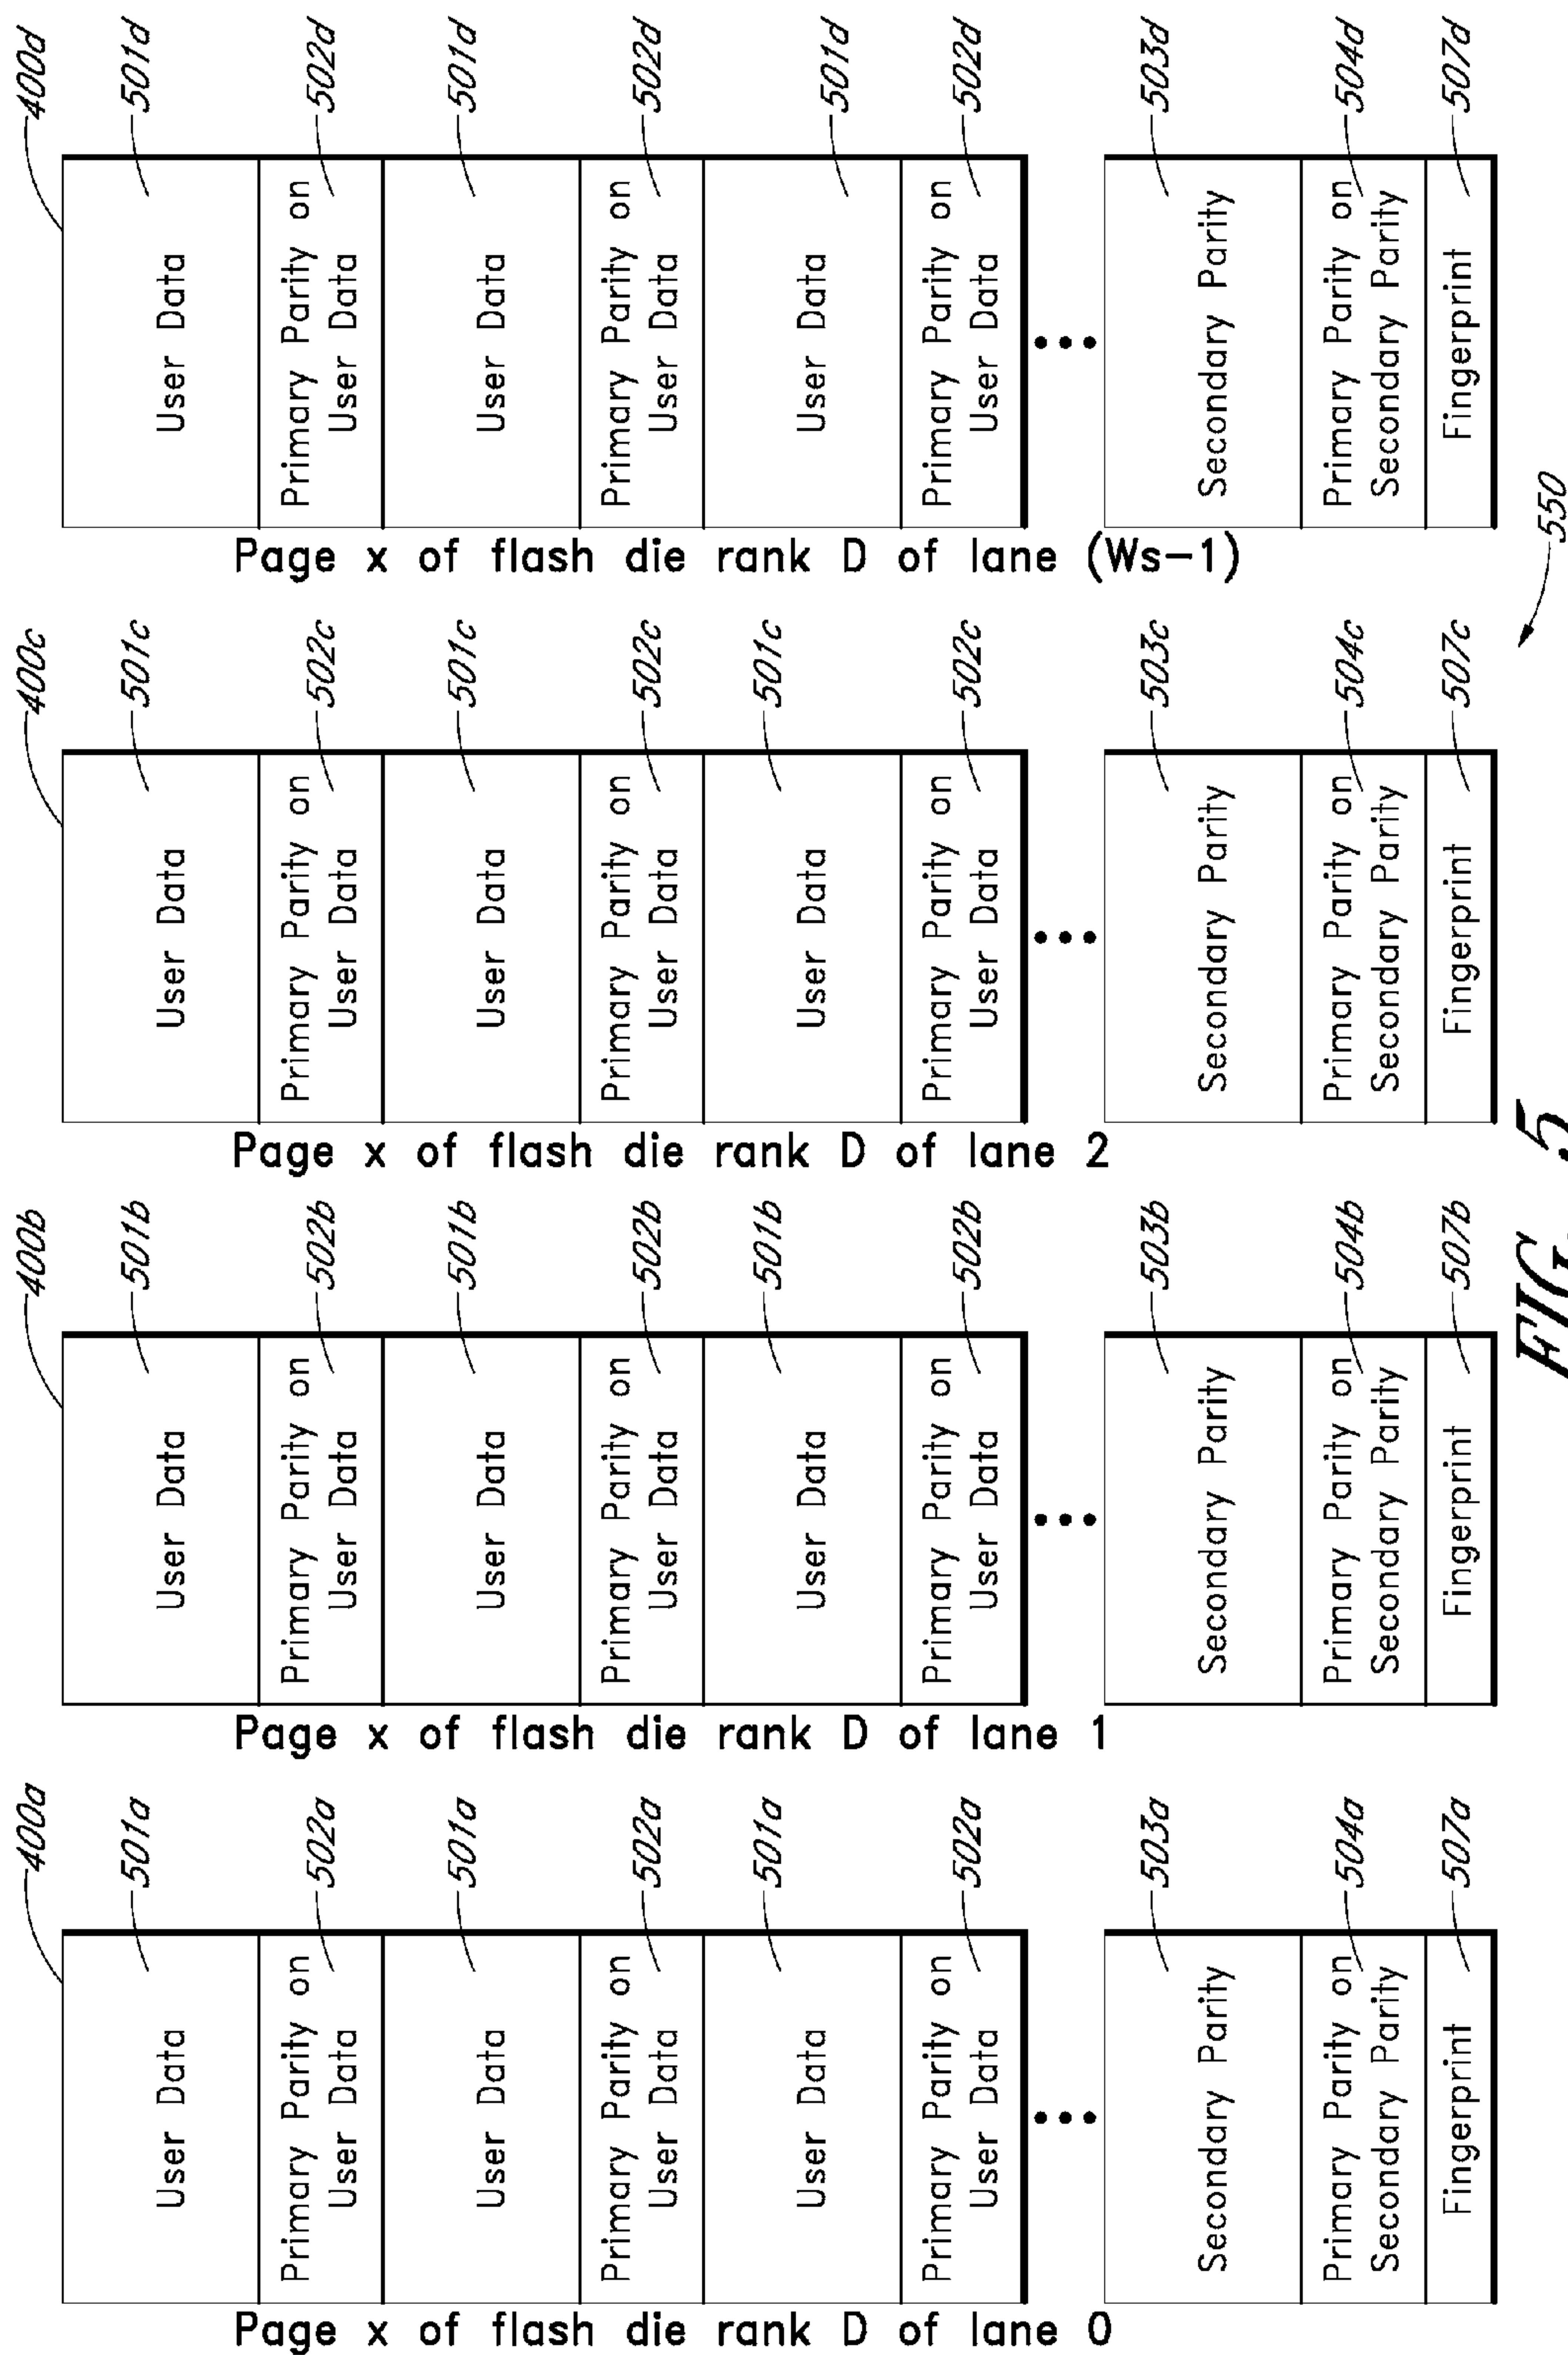 400a
Page x of flash die rank D of lane 0
User Data
501a
Primary Parity on
User Data
502a
User Data
501a
Primary Parity on
User Data
502a
User Data
501a
Primary Parity on
User Data
502a
Secondary Parity
503a
Primary Parity on
Secondary Parity
504a
Fingerprint
507a
400b
Page x of flash die rank D of lane 1
User Data
501b
Primary Parity on
User Data
502b
User Data
501b
Primary Parity on
User Data
502b
User Data
501b
Primary Parity on
User Data
502b
Secondary Parity
503b
Primary Parity on
Secondary Parity
504b
Fingerprint
507b
400c
Page x of flash die rank D of lane 2
User Data
501c
Primary Parity on
User Data
502c
User Data
501c
Primary Parity on
User Data
502c
User Data
501c
Primary Parity on
User Data
502c
Secondary Parity
503c
Primary Parity on
Secondary Parity
504c
Fingerprint
507c
400d
Page x of flash die rank D of lane (Ws-1)
User Data
501d
Primary Parity on
User Data
502d
User Data
501d
Primary Parity on
User Data
502d
User Data
501d
Primary Parity on
User Data
502d
Secondary Parity
503d
Primary Parity on
Secondary Parity
504d
Fingerprint
507d
550
FIG. 5